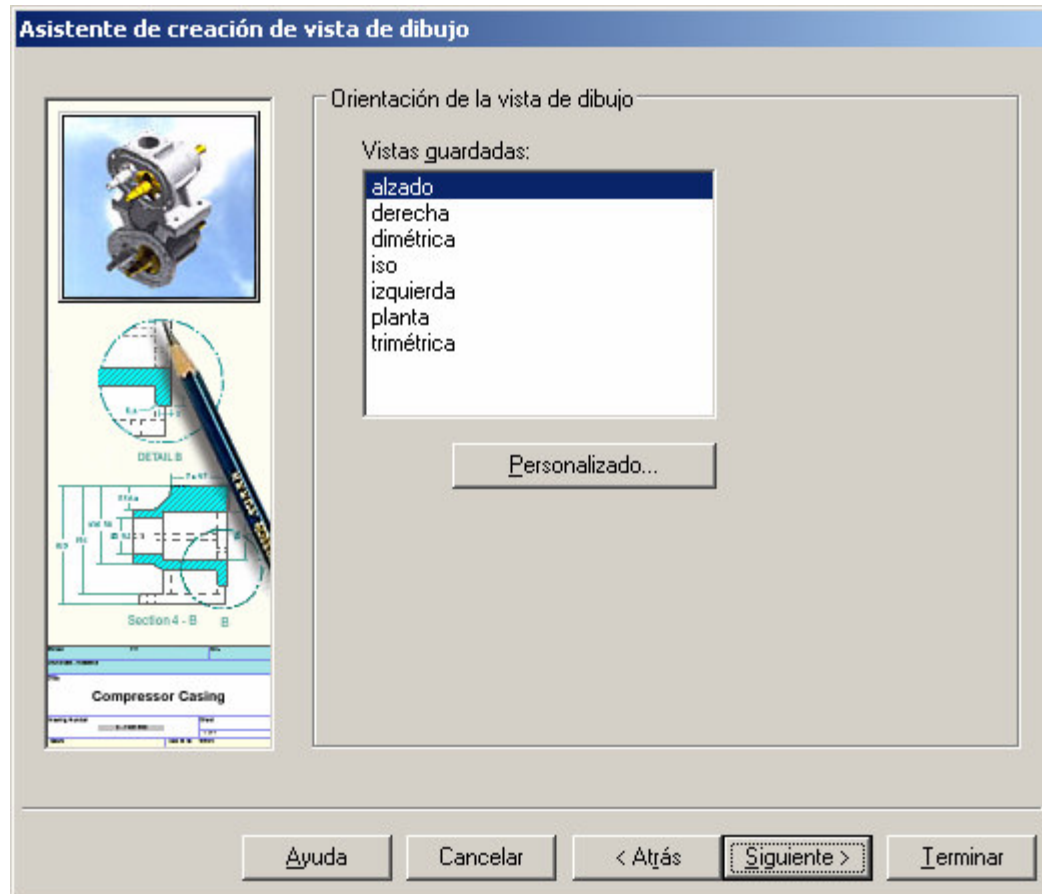 Asistente de creación de vista de dibujo
Orientación de la vista de dibujo
Vistas guardadas:
alzado
derecha
dimétrica
iso
izquierda
planta
trimétrica
Personalizado...
DETAIL B
Section 4 - B
B
Compressor Casing
Ayuda
Cancelar
< Atrás
Siguiente >
Terminar